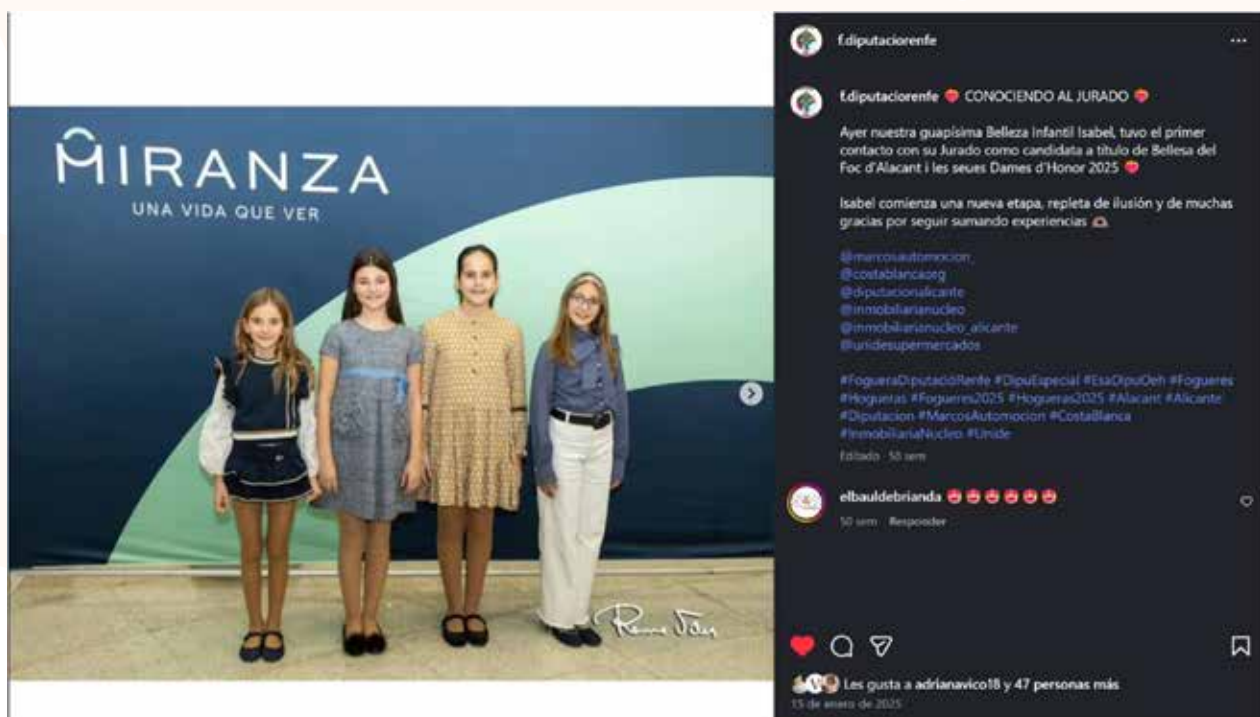 MIRANZA
UNA VIDA QUE VER
f.diputaciorenfe
f.diputaciorenfe ❤️ CONOCIENDO AL JURADO ❤️
Ayer nuestra guapísima Belleza Infantil Isabel, tuvo el primer
contacto con su Jurado como candidata a título de Bellesa del
Foc d'Alacant i les seues Dames d'Honor 2025 ❤️
Isabel comienza una nueva etapa, repleta de ilusión y de muchas
gracias por seguir sumando experiencias
@marcosautomocion_
@costablancaorg
@diputacionalicante
@inmobiliarianucleo
@inmobiliarianucleo_alicante
@unidesupermercados
#FogueraDiputacióRenfe #DipuEspecial #EsaDipuOeh #Fogueres
#Hogueras #Fogueres2025 #Hogueras2025 #Alacant #Alicante
#Diputacion #MarcosAutomocion #CostaBlanca
#InmobiliariaNucleo #Unide
Editado · 50 sem
elbauldebrianda
50 sem Responder
Les gusta a adrianavico18 y 47 personas más
15 de enero de 2025